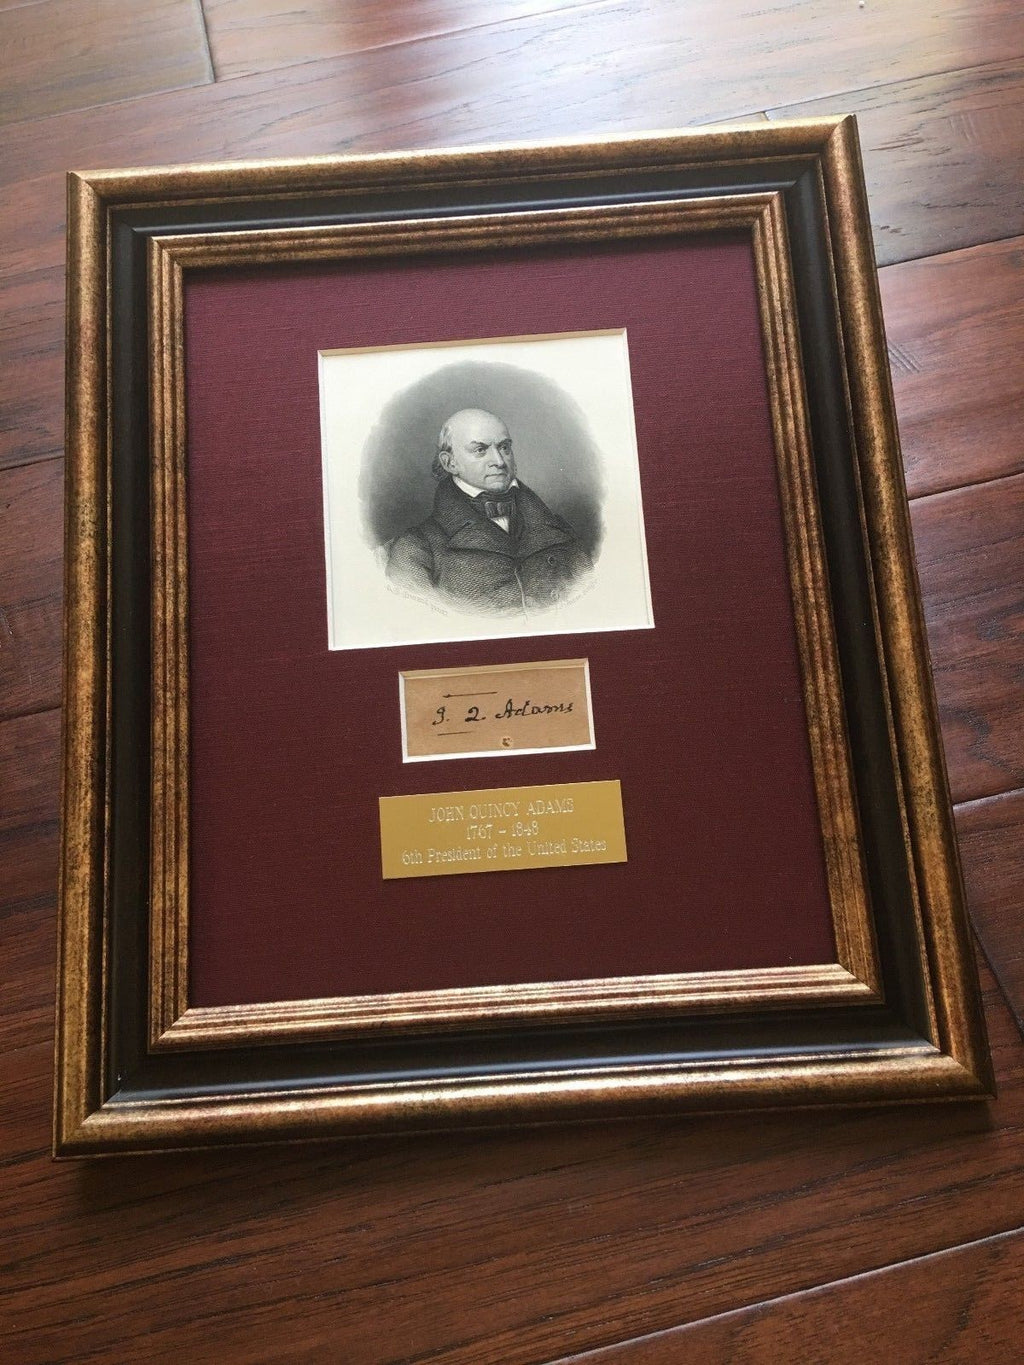 J. Q. Adams
JOHN QUINCY ADAMS
1767 - 1848
6th President of the United States